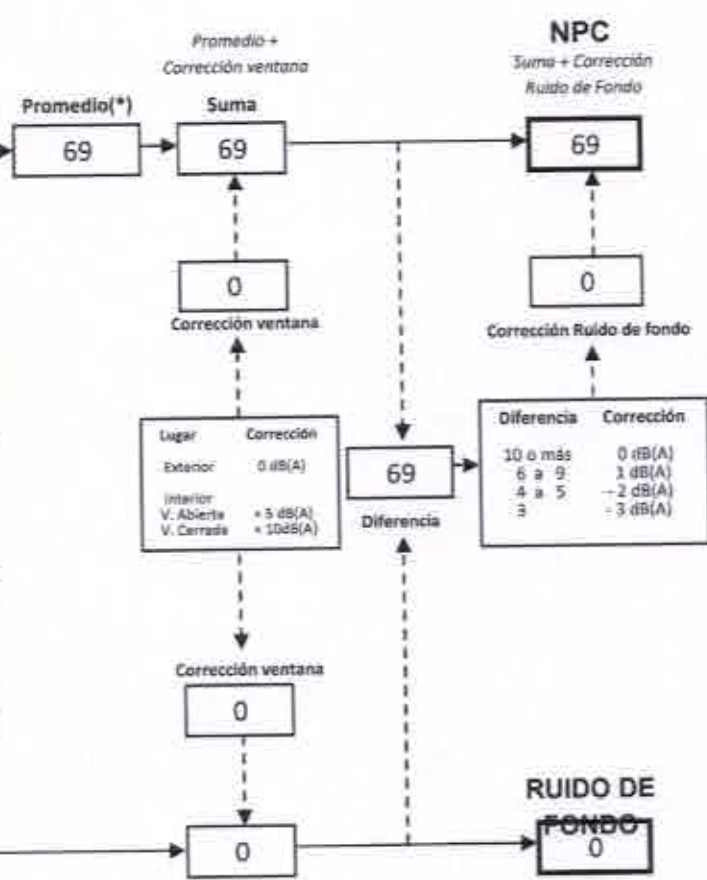 Promedio +
Corrección ventana
NPC
Suma + Corrección
Ruido de Fondo
Promedio(*)
Suma
69
69
69
0
0
Corrección ventana
Corrección Ruido de fondo
Lugar Corrección
Exterior 0 dB(A)
Interior
V. Abierta + 5 dB(A)
V. Cerrada + 10dB(A)
69
Diferencia
Diferencia Corrección
10 o más 0 dB(A)
6 a 9 1 dB(A)
4 a 5 - 2 dB(A)
3 - 3 dB(A)
Corrección ventana
0
RUIDO DE
FONDO
0
0